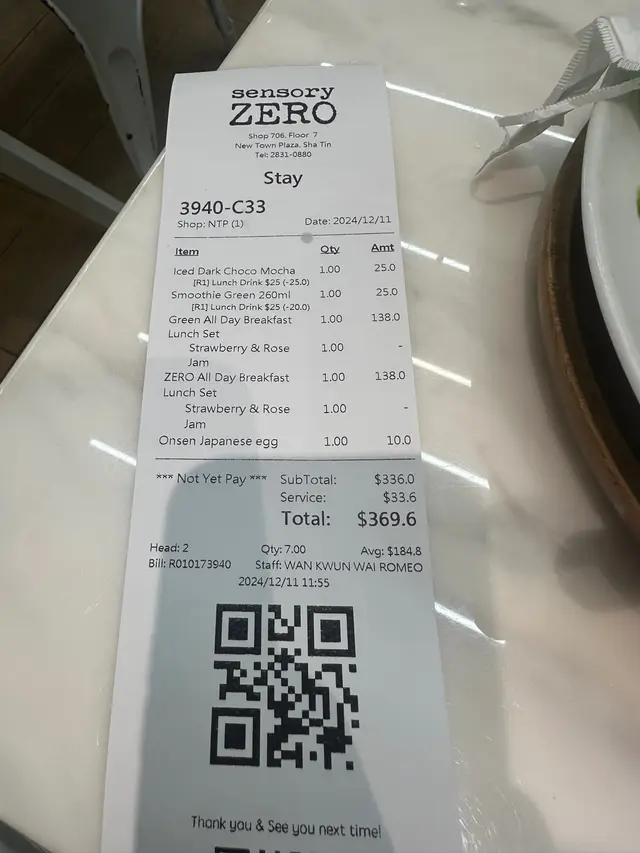 sensory
ZERO
Shop 706, Floor 7
New Town Plaza, Sha Tin
Tel: 2831-0880
Stay
3940-C33
Shop: NTP (1) Date: 2024/12/11
Item Qty Amt
Iced Dark Choco Mocha 1.00 25.0
[R1] Lunch Drink $25 (-25.0)
Smoothie Green 260ml 1.00 25.0
[R1] Lunch Drink $25 (-20.0)
Green All Day Breakfast 1.00 138.0
Lunch Set
Strawberry & Rose 1.00 -
Jam
ZERO All Day Breakfast 1.00 138.0
Lunch Set
Strawberry & Rose 1.00 -
Jam
Onsen Japanese egg 1.00 10.0
*** Not Yet Pay *** SubTotal: $336.0
Service: $33.6
Total: $369.6
Head: 2 Qty: 7.00 Avg: $184.8
Bill: R010173940 Staff: WAN KWUN WAI ROMEO
2024/12/11 11:55
Thank you & See you next time!